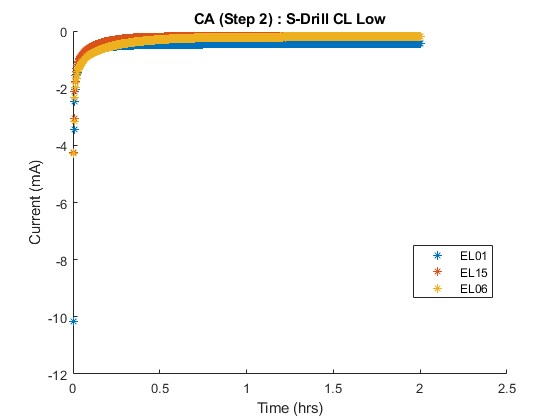 CA (Step 2) : S-Drill CL Low
0
-2
-4
-6
-8
-10
-12
Current (mA)
EL01
EL15
EL06
0 0.5 1 1.5 2 2.5
Time (hrs)